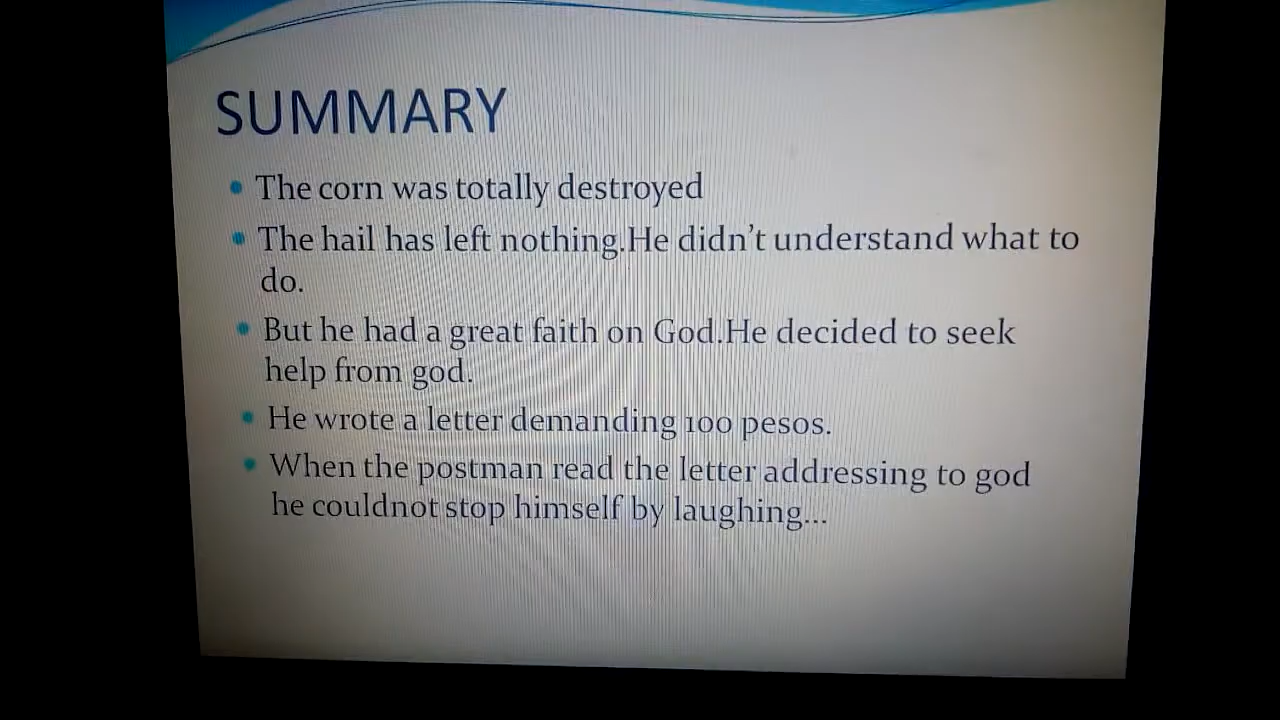 SUMMARY
• The corn was totally destroyed
• The hail has left nothing.He didn't understand what to
do.
• But he had a great faith on God.He decided to seek
help from god.
• He wrote a letter demanding 100 pesos.
• When the postman read the letter addressing to god
he couldnot stop himself by laughing...